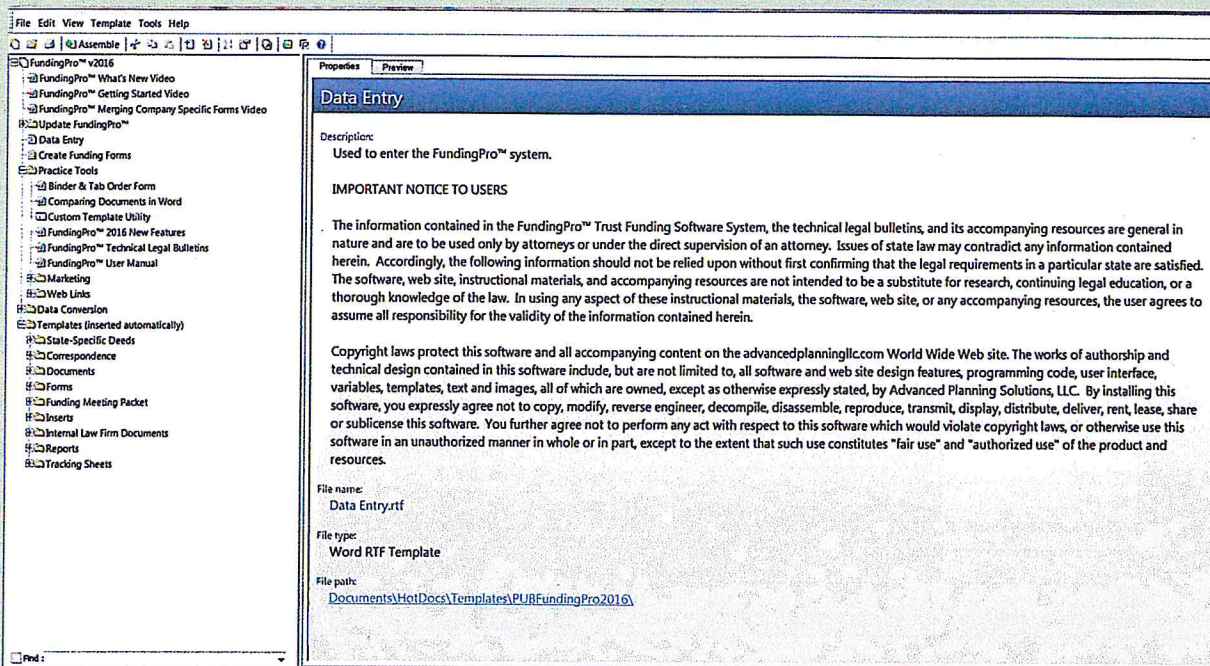 File Edit View Template Tools Help
Assemble
FundingPro™ v2016
FundingPro™ What's New Video
FundingPro™ Getting Started Video
FundingPro™ Merging Company Specific Forms Video
Update FundingPro™
Data Entry
Create Funding Forms
Practice Tools
Binder & Tab Order Form
Comparing Documents in Word
Custom Template Utility
FundingPro™ 2016 New Features
FundingPro™ Technical Legal Bulletins
FundingPro™ User Manual
Marketing
Web Links
Data Conversion
Templates (inserted automatically)
State-Specific Deeds
Correspondence
Documents
Forms
Funding Meeting Packet
Inserts
Internal Law Firm Documents
Reports
Tracking Sheets
Find :
Properties Preview
Data Entry
Description:
Used to enter the FundingPro™ system.
IMPORTANT NOTICE TO USERS
The information contained in the FundingPro™ Trust Funding Software System, the technical legal bulletins, and its accompanying resources are general in
nature and are to be used only by attorneys or under the direct supervision of an attorney. Issues of state law may contradict any information contained
herein. Accordingly, the following information should not be relied upon without first confirming that the legal requirements in a particular state are satisfied.
The software, web site, instructional materials, and accompanying resources are not intended to be a substitute for research, continuing legal education, or a
thorough knowledge of the law. In using any aspect of these instructional materials, the software, web site, or any accompanying resources, the user agrees to
assume all responsibility for the validity of the information contained herein.
Copyright laws protect this software and all accompanying content on the advancedplanningllc.com World Wide Web site. The works of authorship and
technical design contained in this software include, but are not limited to, all software and web site design features, programming code, user interface,
variables, templates, text and images, all of which are owned, except as otherwise expressly stated, by Advanced Planning Solutions, LLC. By installing this
software, you expressly agree not to copy, modify, reverse engineer, decompile, disassemble, reproduce, transmit, display, distribute, deliver, rent, lease, share
or sublicense this software. You further agree not to perform any act with respect to this software which would violate copyright laws, or otherwise use this
software in an unauthorized manner in whole or in part, except to the extent that such use constitutes "fair use" and "authorized use" of the product and
resources.
File name:
Data Entry.rtf
File type:
Word RTF Template
File path:
Documents\HotDocs\Templates\PUBFundingPro2016\